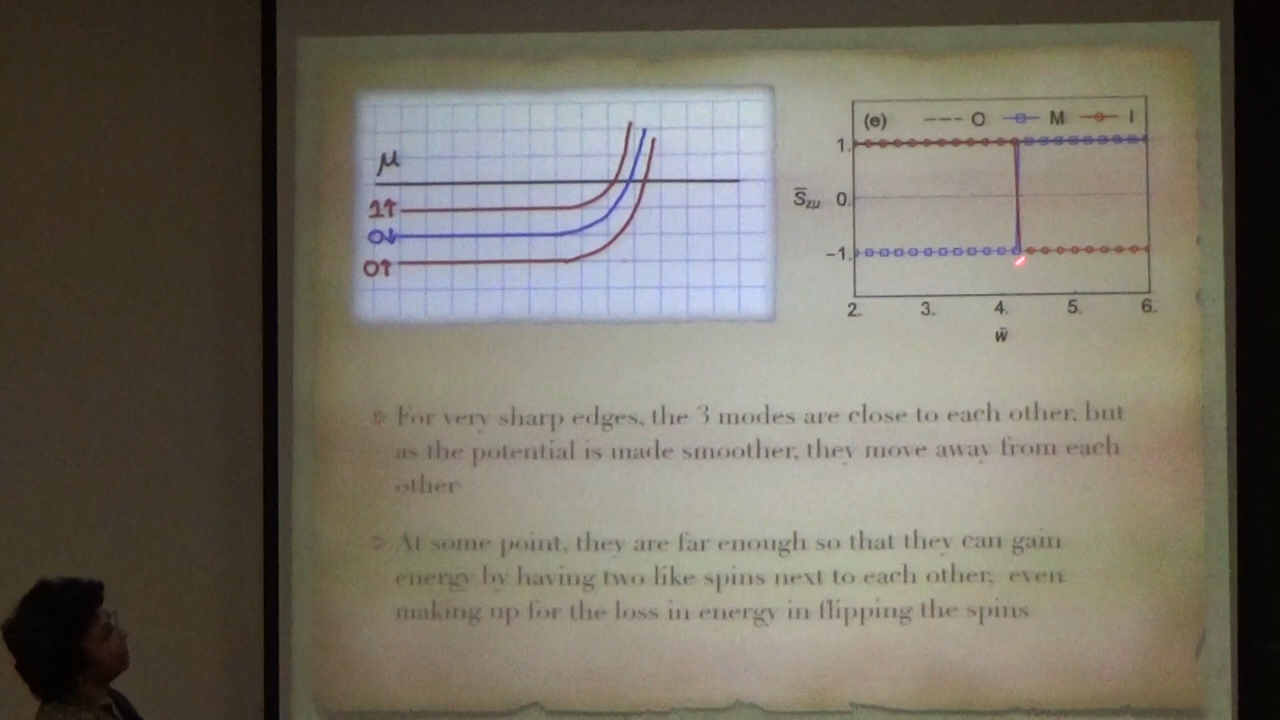 μ
1↑
0↓
0↑
(e) O M I
1.
0.
−1.
S̄zμ
2. 3. 4. 5. 6.
w̄
For very sharp edges, the 3 modes are close to each other, but
as the potential is made smoother, they move away from each
other
At some point, they are far enough so that they can gain
energy by having two like spins next to each other, even
making up for the loss in energy in flipping the spins